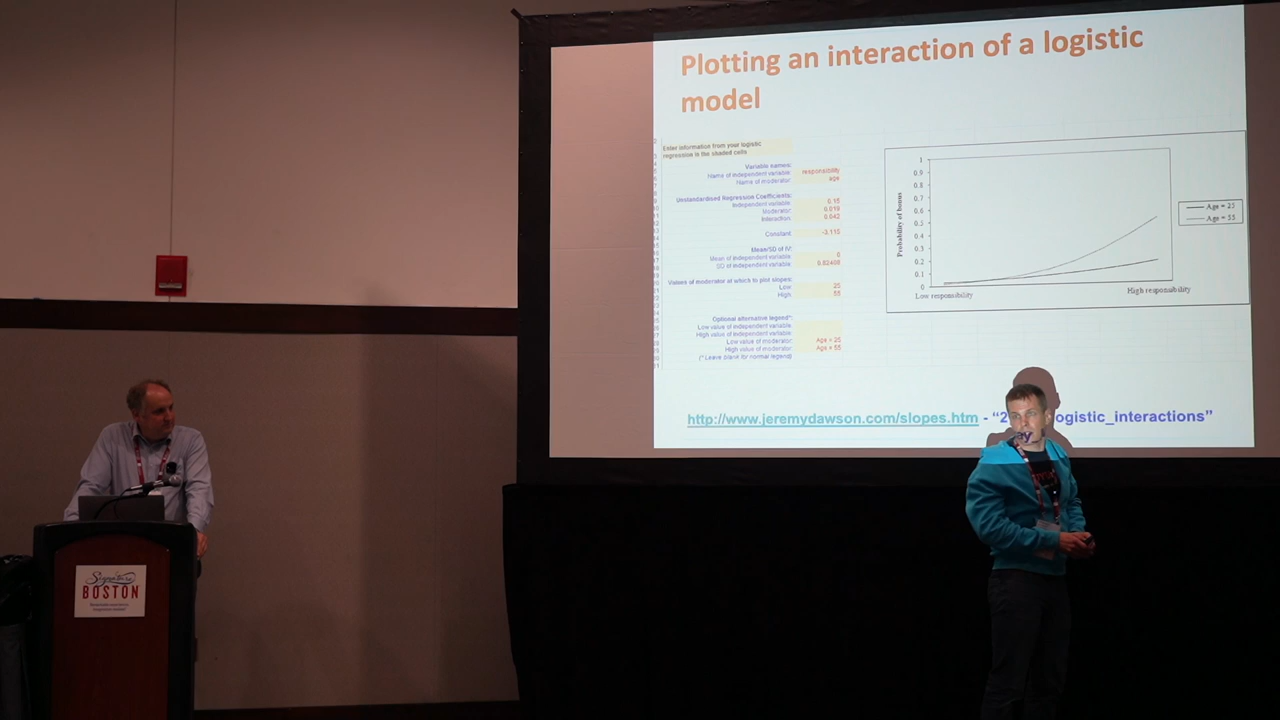 Plotting an interaction of a logistic
model
Enter information from your logistic
regression in the shaded cells
Variable names:
Name of independent variable: responsibility
Name of moderator: age
Unstandardised Regression Coefficients:
Independent variable: 0.15
Moderator: 0.019
Interaction: 0.042
Constant: -3.115
Mean/SD of IV:
Mean of independent variable: 0
SD of independent variable:
Values of moderator at which to plot slopes:
Low: 25
High: 55
Optional alternative legend*:
Low value of independent variable:
High value of independent variable:
Low value of moderator: Age = 25
High value of moderator: Age = 55
(* Leave blank for normal legend)
1
0.9
0.8
0.7
0.6
0.5
0.4
0.3
0.2
0.1
0
Probability of bonus
Low responsibility
High responsibility
Age = 25
Age = 55
http://www.jeremydawson.com/slopes.htm - "2 ogistic_interactions"
Signature
BOSTON